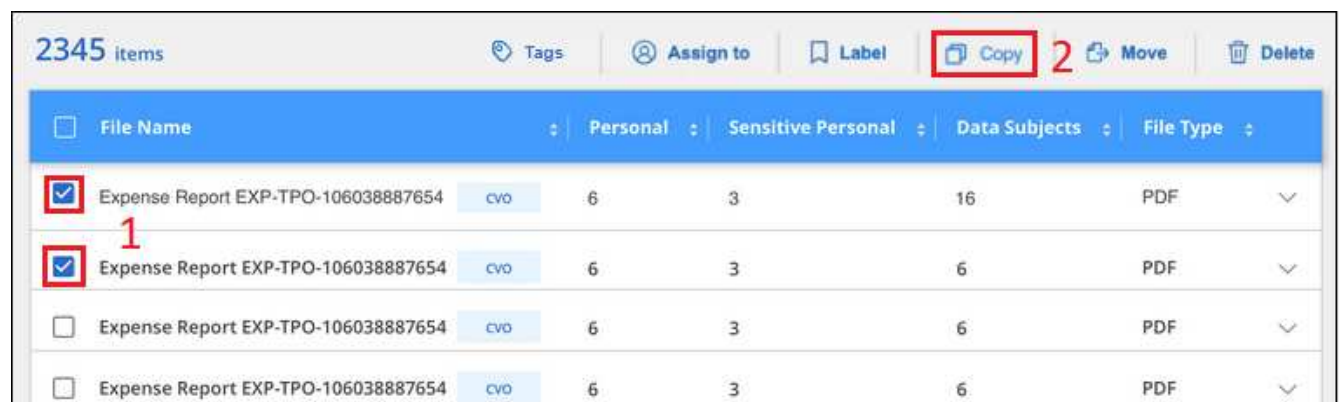 2345 items Tags Assign to Label Copy 2 Move Delete
File Name Personal Sensitive Personal Data Subjects File Type
Expense Report EXP-TPO-106038887654 CVO 6 3 16 PDF
1
Expense Report EXP-TPO-106038887654 CVO 6 3 6 PDF
Expense Report EXP-TPO-106038887654 CVO 6 3 6 PDF
Expense Report EXP-TPO-106038887654 CVO 6 3 6 PDF